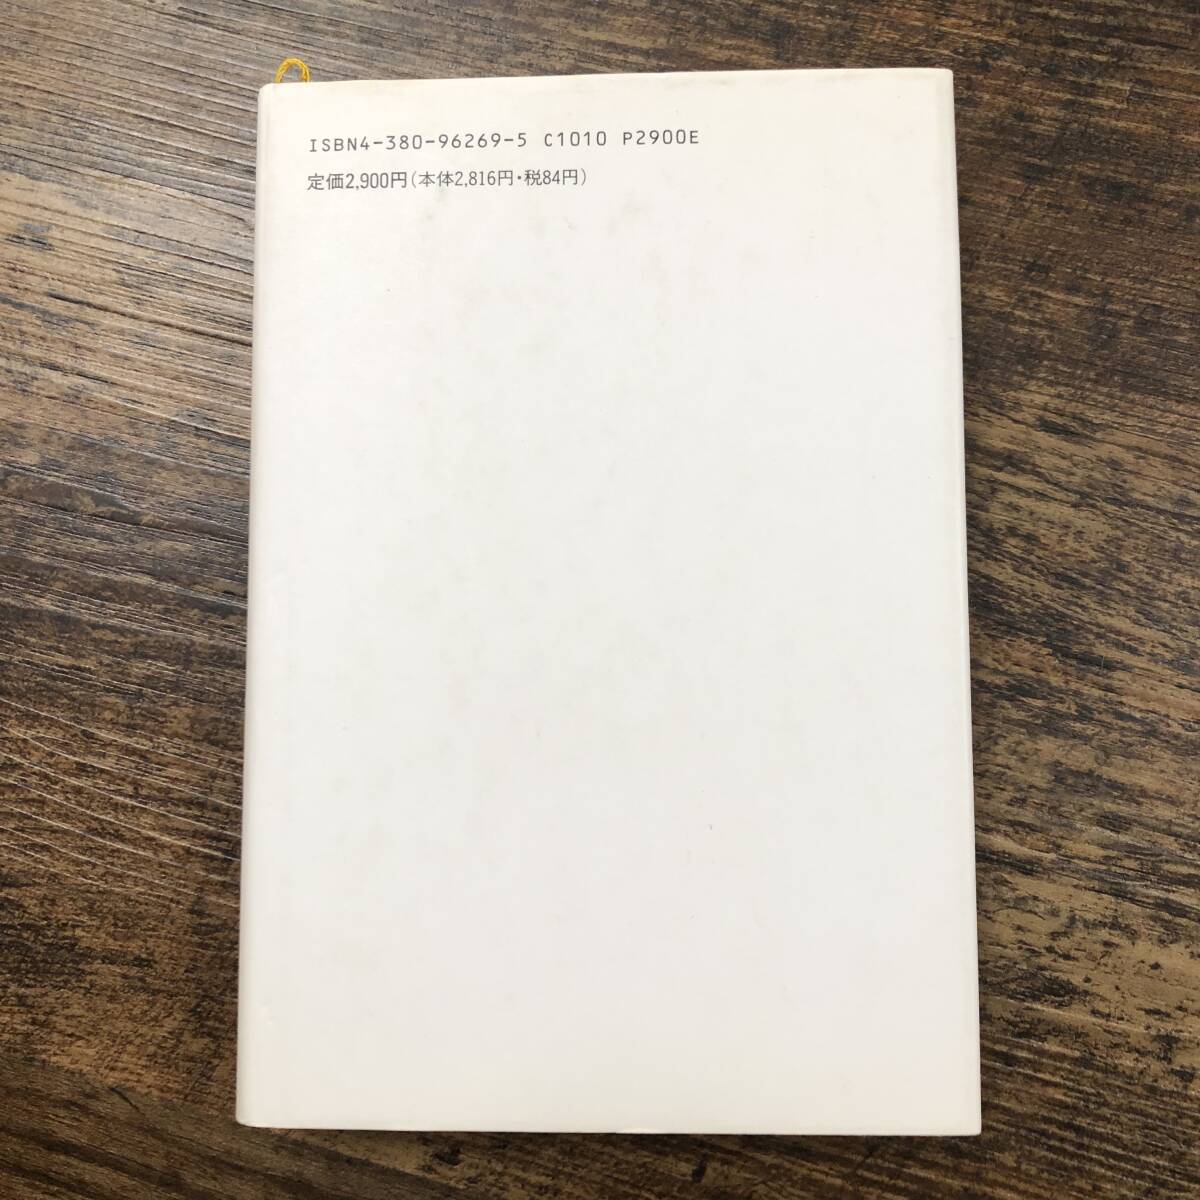 ISBN4-380-96269-5 C1010 P2900E
定価2,900円(本体2,816円・税84円)